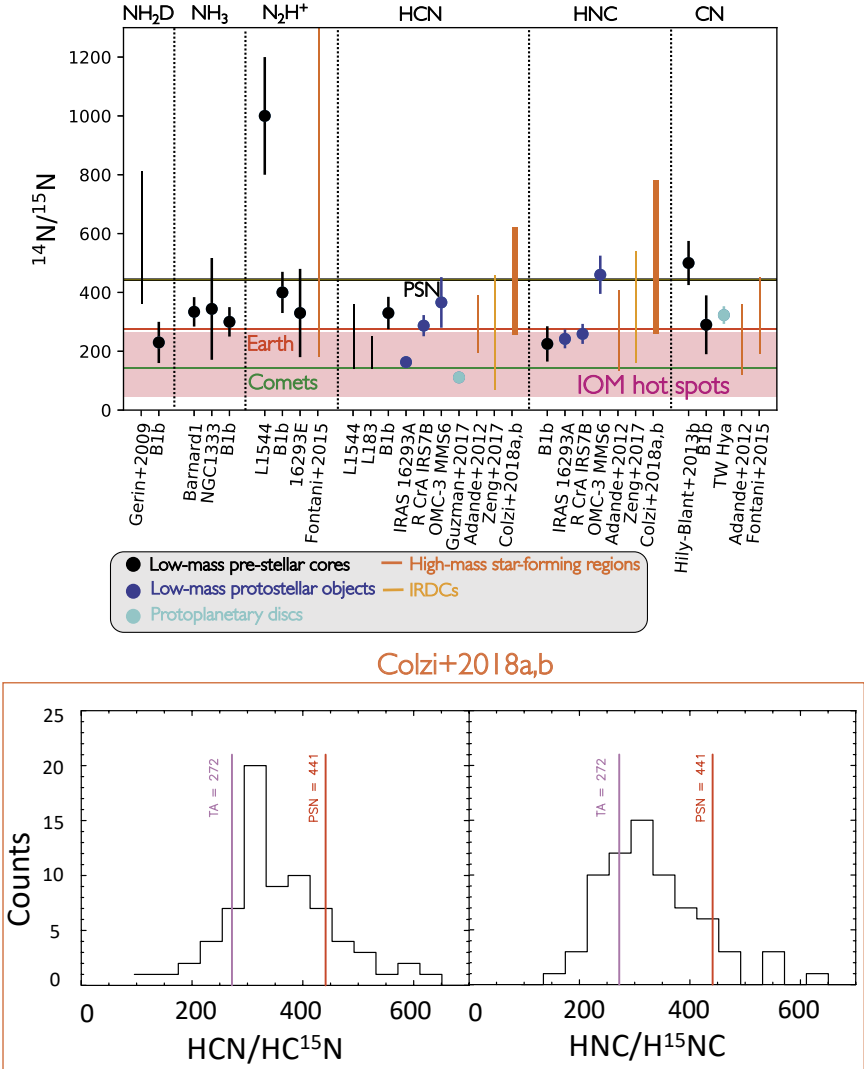 NH₂D NH₃ N₂H⁺ HCN HNC CN
¹⁴N/¹⁵N
1200
1000
800
600
400
200
0
PSN
Earth
Comets
IOM hot spots
Gerin+2009
B1b
Barnard1
NGC1333
B1b
L1544
B1b
16293E
Fontani+2015
L1544
L183
B1b
IRAS 16293A
R CrA IRS7B
OMC-3 MMS6
Guzman+2017
Adande+2012
Zeng+2017
Colzi+2018a,b
B1b
IRAS 16293A
R CrA IRS7B
OMC-3 MMS6
Adande+2012
Zeng+2017
Colzi+2018a,b
Hily-Blant+2013b
B1b
TW Hya
Adande+2012
Fontani+2015
Low-mass pre-stellar cores
High-mass star-forming regions
Low-mass protostellar objects
IRDCs
Protoplanetary discs
Colzi+2018a,b
Counts
25
20
15
10
5
0
TA = 272
PSN = 441
TA = 272
PSN = 441
0 200 400 600 0 200 400 600
HCN/HC¹⁵N
HNC/H¹⁵NC